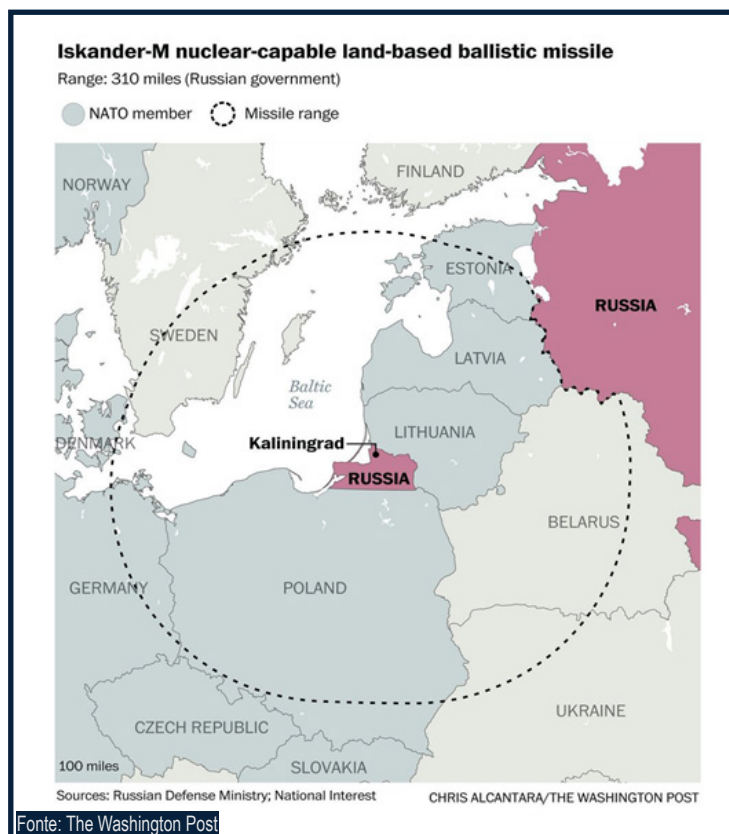 Iskander-M nuclear-capable land-based ballistic missile
Range: 310 miles (Russian government)
NATO member Missile range
NORWAY
FINLAND
ESTONIA
RUSSIA
SWEDEN
LATVIA
Baltic
Sea
LITHUANIA
DENMARK
Kaliningrad
RUSSIA
BELARUS
GERMANY
POLAND
UKRAINE
CZECH REPUBLIC
SLOVAKIA
100 miles
Sources: Russian Defense Ministry; National Interest CHRIS ALCANTARA/THE WASHINGTON POST
Fonte: The Washington Post